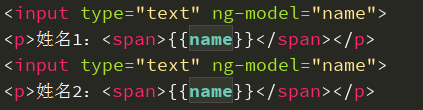 <input type="text" ng-model="name">
<p>姓名1：<span>{{name}}</span></p>
<input type="text" ng-model="name">
<p>姓名2：<span>{{name}}</span></p>